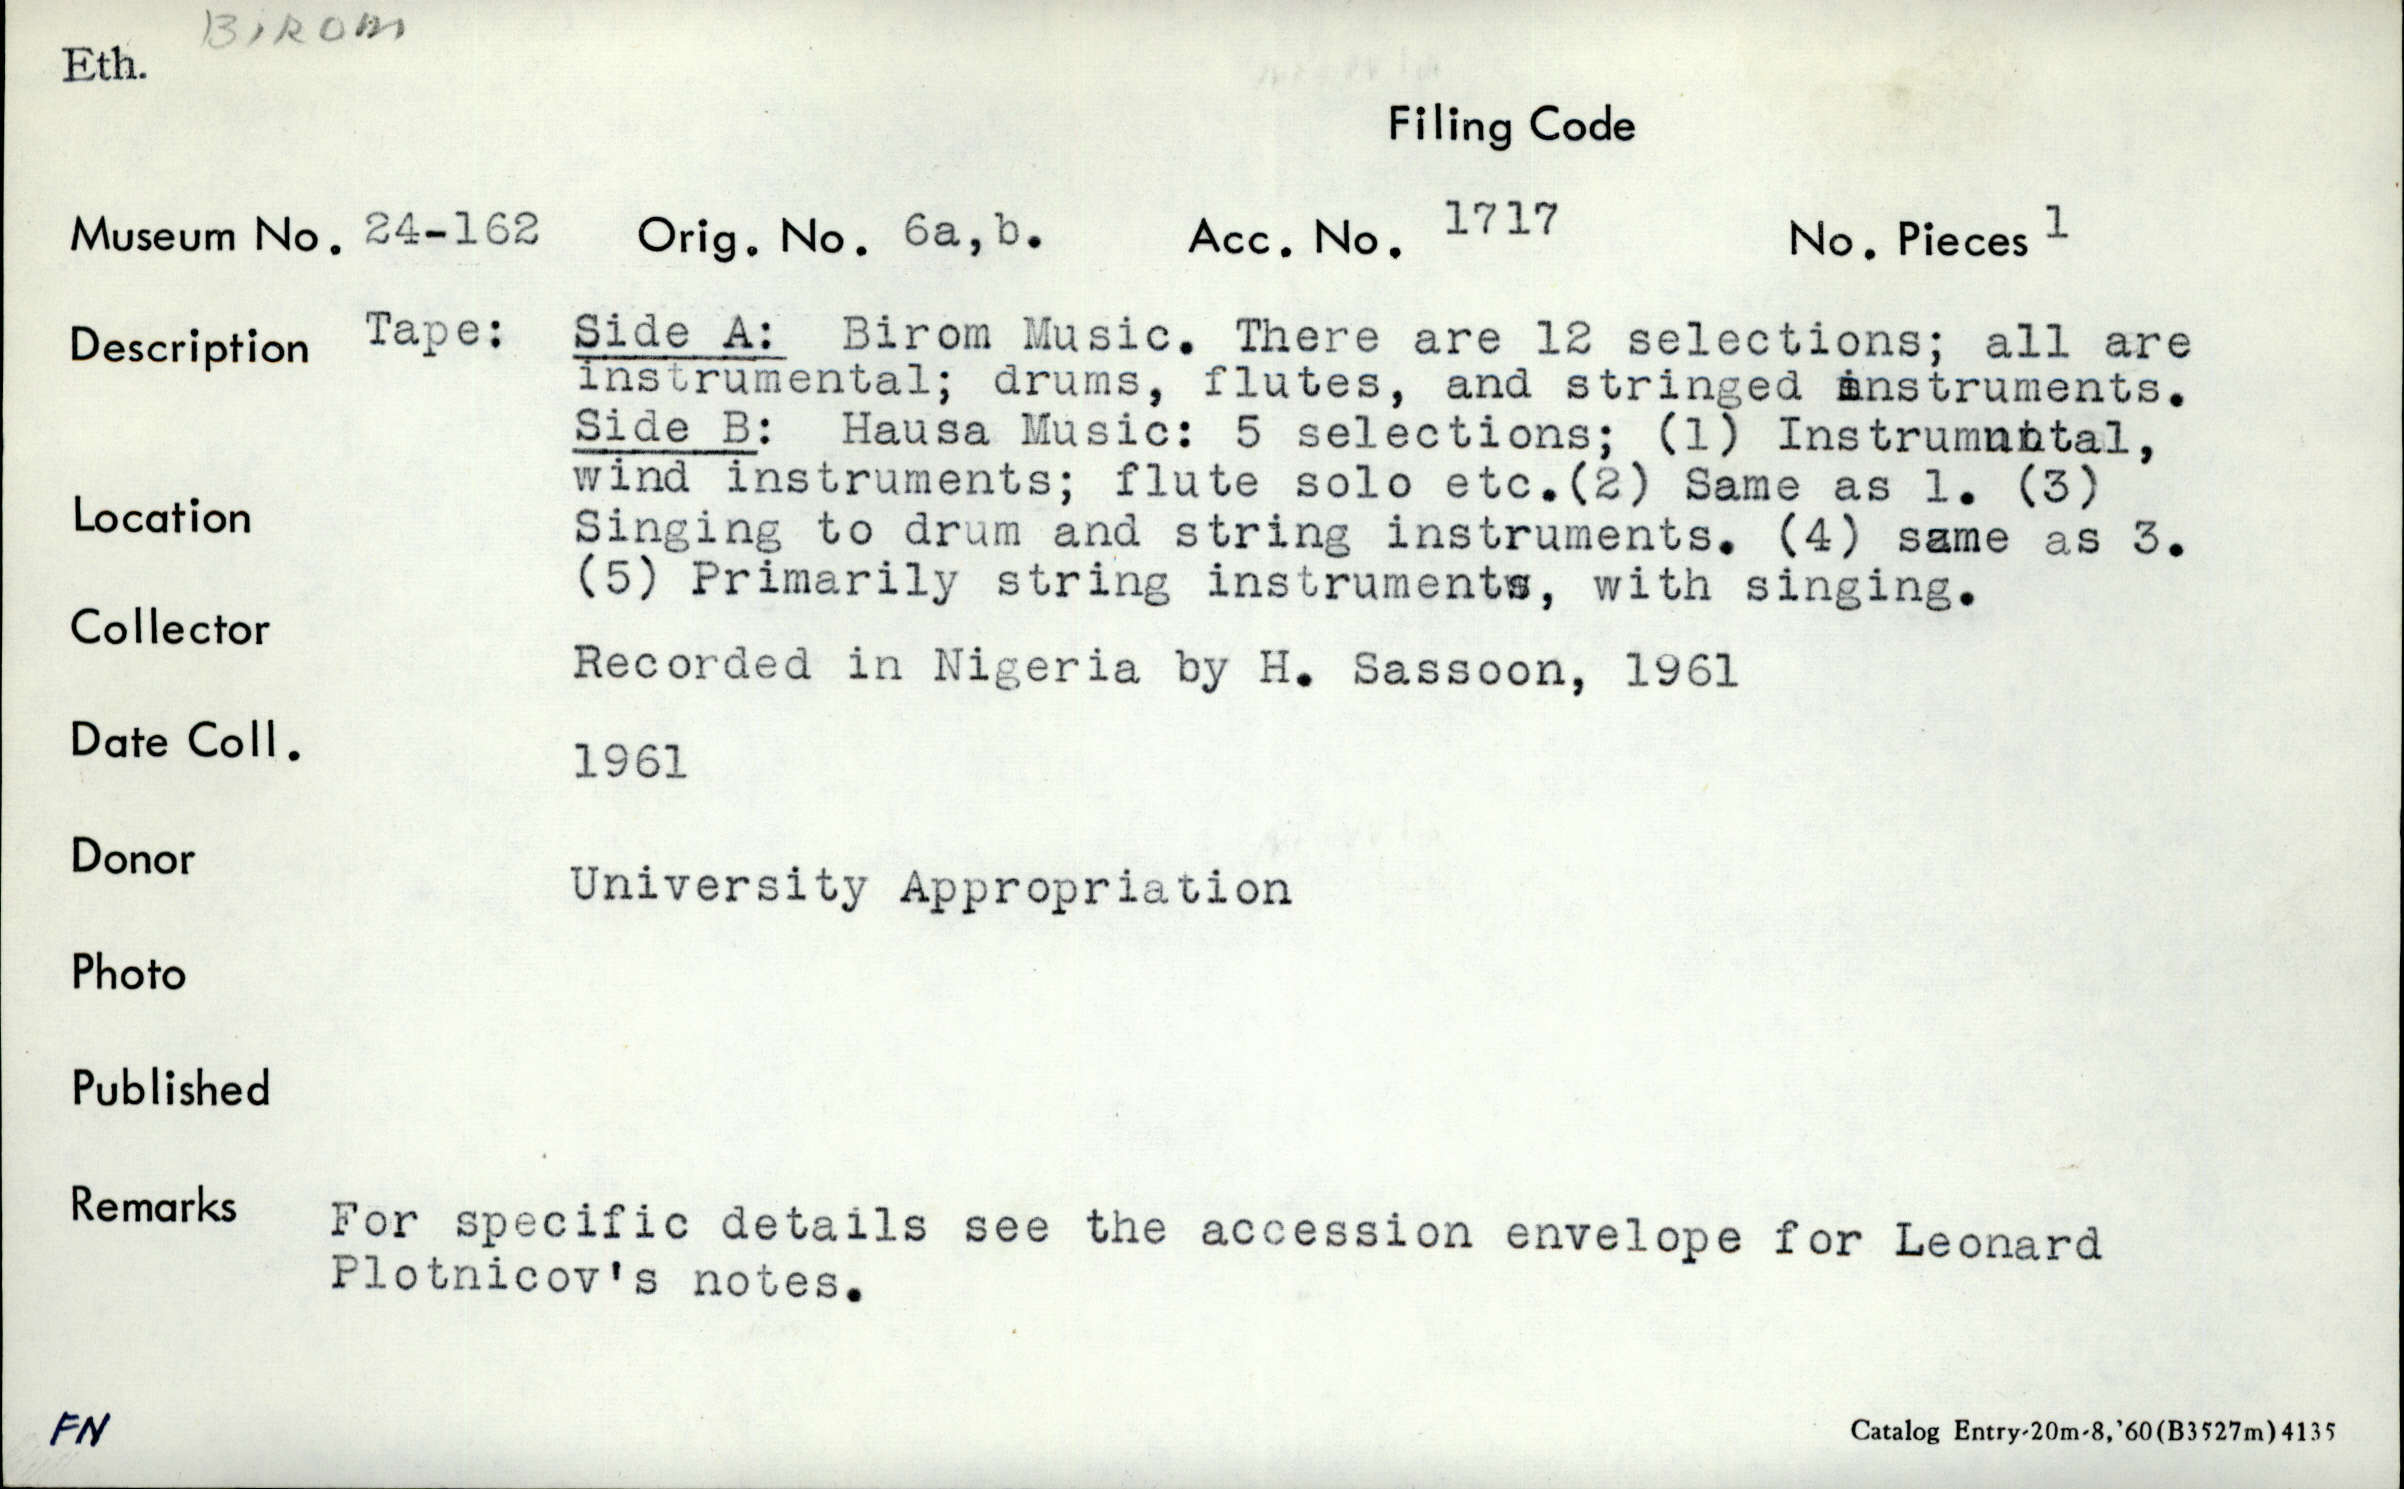 Birom
Eth.
Filing Code
Museum No. 24-162 Orig. No. 6a,b. Acc. No. 1717 No. Pieces 1
Description Tape: Side A: Birom Music. There are 12 selections; all are
instrumental; drums, flutes, and stringed instruments.
Side B: Hausa Music: 5 selections; (1) Instrumental,
wind instruments; flute solo etc.(2) Same as 1. (3)
Location
Singing to drum and string instruments. (4) same as 3.
(5) Primarily string instruments, with singing.
Collector
Recorded in Nigeria by H. Sassoon, 1961
Date Coll.
1961
Donor
University Appropriation
Photo
Published
Remarks For specific details see the accession envelope for Leonard
Plotnicov's notes.
FN
Catalog Entry-20m-8,'60(B3527m)4135